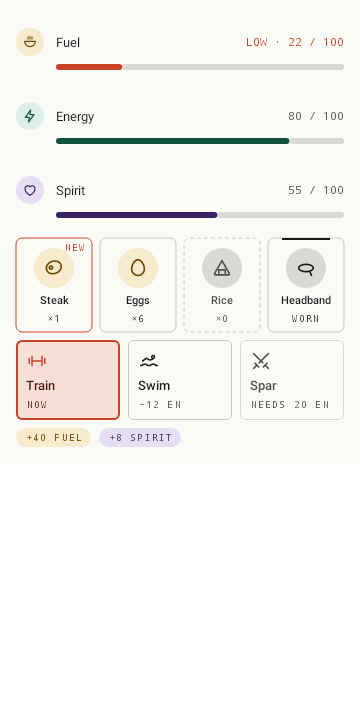 Fuel
LOW · 22 / 100
Energy
80 / 100
Spirit
55 / 100
NEW
Steak
×1
Eggs
×6
Rice
×0
Headband
WORN
Train
NOW
Swim
−12 EN
Spar
NEEDS 20 EN
+40 FUEL
+8 SPIRIT